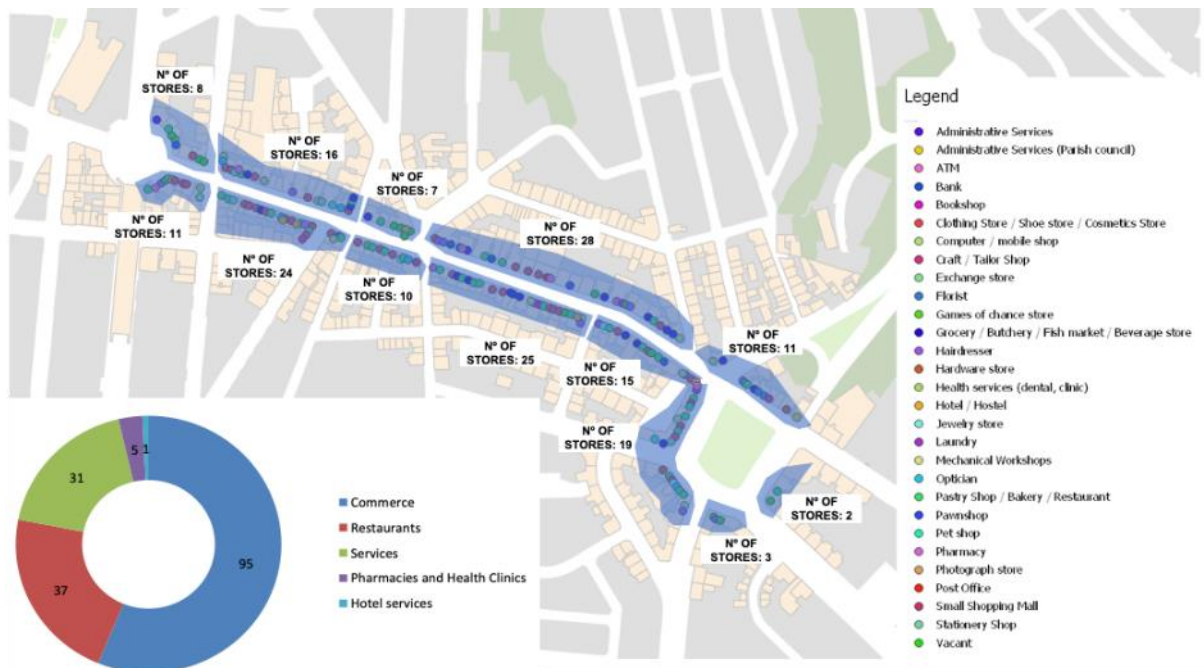 Nº OF
STORES: 8
Nº OF
STORES: 16
Nº OF
STORES: 7
Nº OF
STORES: 28
Nº OF
STORES: 11
Nº OF
STORES: 24
Nº OF
STORES: 10
Nº OF
STORES: 25
Nº OF
STORES: 15
Nº OF
STORES: 11
Nº OF
STORES: 19
Nº OF
STORES: 2
Nº OF
STORES: 3
Legend
Administrative Services
Administrative Services (Parish council)
ATM
Bank
Bookshop
Clothing Store / Shoe store / Cosmetics Store
Computer / mobile shop
Craft / Tailor Shop
Exchange store
Florist
Games of chance store
Grocery / Butchery / Fish market / Beverage store
Hairdresser
Hardware store
Health services (dental, clinic)
Hotel / Hostel
Jewelry store
Laundry
Mechanical Workshops
Optician
Pastry Shop / Bakery / Restaurant
Pawnshop
Pet shop
Pharmacy
Photograph store
Post Office
Small Shopping Mall
Stationery Shop
Vacant
5
1
31
37
95
Commerce
Restaurants
Services
Pharmacies and Health Clinics
Hotel services